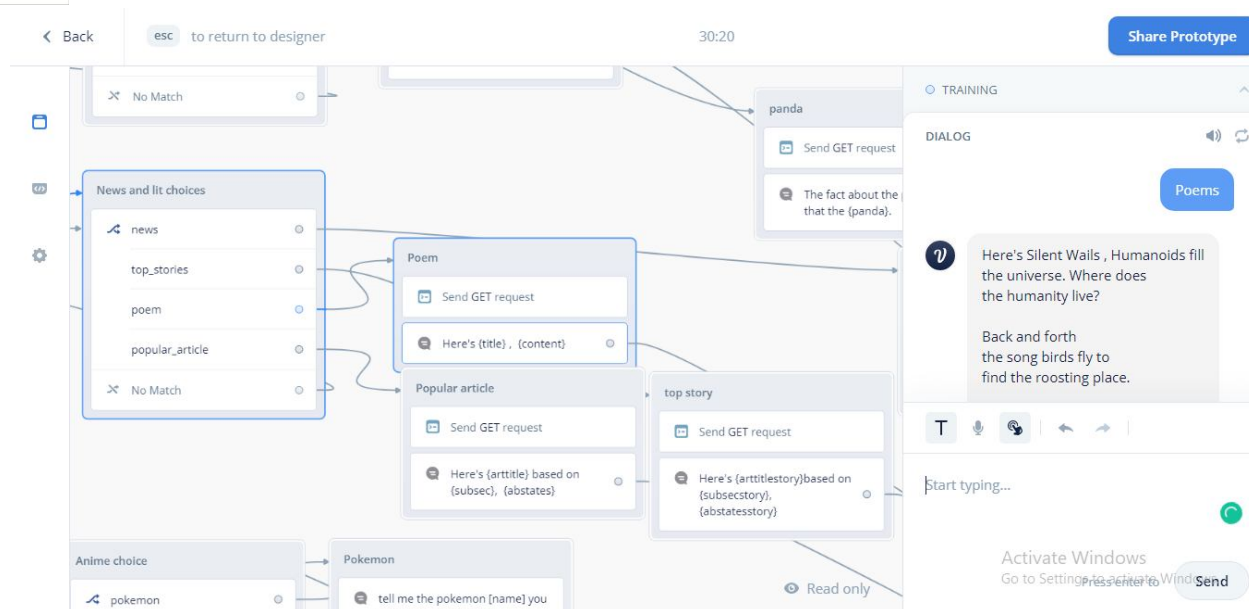 Back
esc to return to designer
30:20
Share Prototype
No Match
News and lit choices
news
top_stories
poem
popular_article
No Match
Poem
Send GET request
Here's {title} , {content}
Popular article
Send GET request
Here's {arttitle} based on
{subsec}, {abstates}
top story
Send GET request
Here's {arttitlestory}based on
{subsecstory},
{abstatesstory}
panda
Send GET request
The fact about the
that the {panda}.
Anime choice
pokemon
Pokemon
tell me the pokemon [name] you
Read only
TRAINING
DIALOG
Poems
Here's Silent Wails , Humanoids fill
the universe. Where does
the humanity live?
Back and forth
the song birds fly to
find the roosting place.
T
Start typing...
Activate Windows
Go to Settings to activate Windows
Press enter to
Send